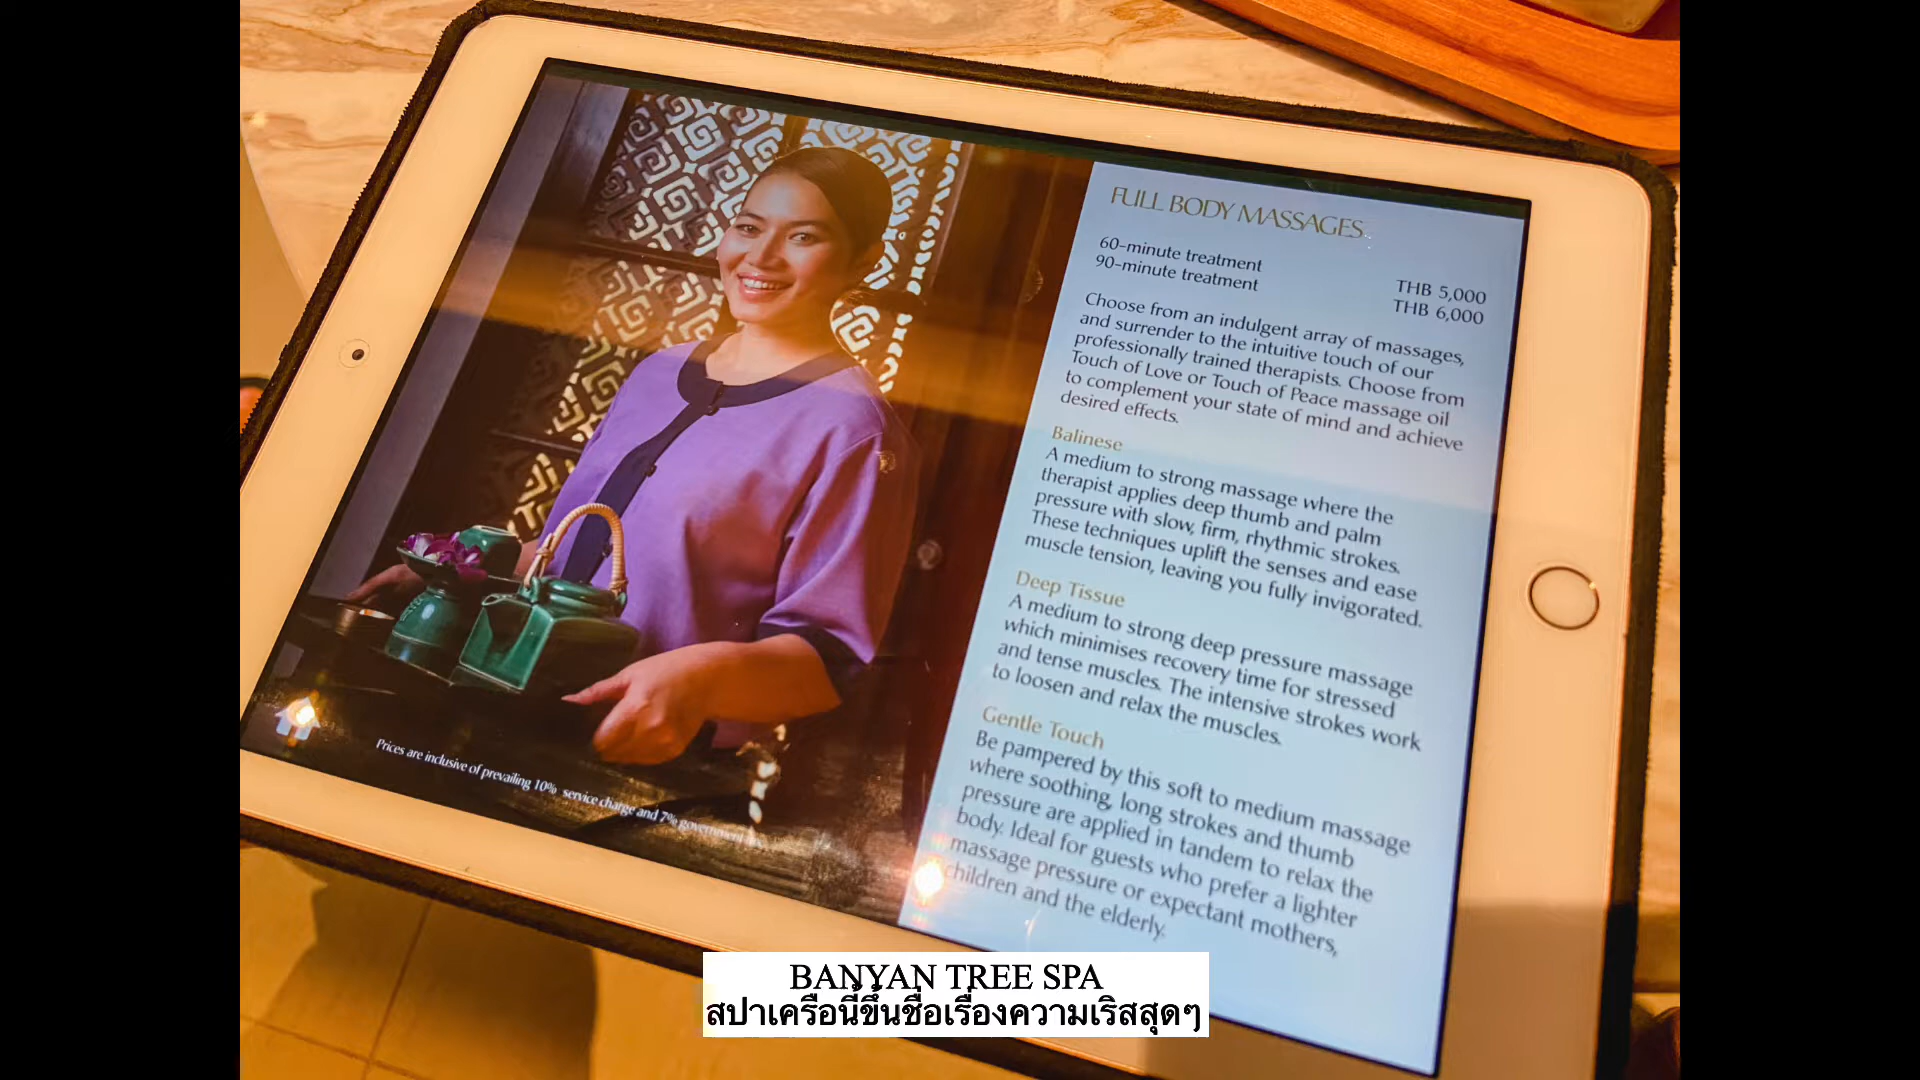 FULL BODY MASSAGES
60-minute treatment THB 5,000
90-minute treatment THB 6,000
Choose from an indulgent array of massages,
and surrender to the intuitive touch of our
professionally trained therapists. Choose from
Touch of Love or Touch of Peace massage oil
to complement your state of mind and achieve
desired effects.
Balinese
A medium to strong massage where the
therapist applies deep thumb and palm
pressure with slow, firm, rhythmic strokes.
These techniques uplift the senses and ease
muscle tension, leaving you fully invigorated.
Deep Tissue
A medium to strong deep pressure massage
which minimises recovery time for stressed
and tense muscles. The intensive strokes work
to loosen and relax the muscles.
Gentle Touch
Be pampered by this soft to medium massage
where soothing, long strokes and thumb
pressure are applied in tandem to relax the
body. Ideal for guests who prefer a lighter
massage pressure or expectant mothers,
children and the elderly.
Prices are inclusive of prevailing 10% service charge and 7% government
BANYAN TREE SPA
สปาเครือนี้ขึ้นชื่อเรื่องความเริสสุดๆ